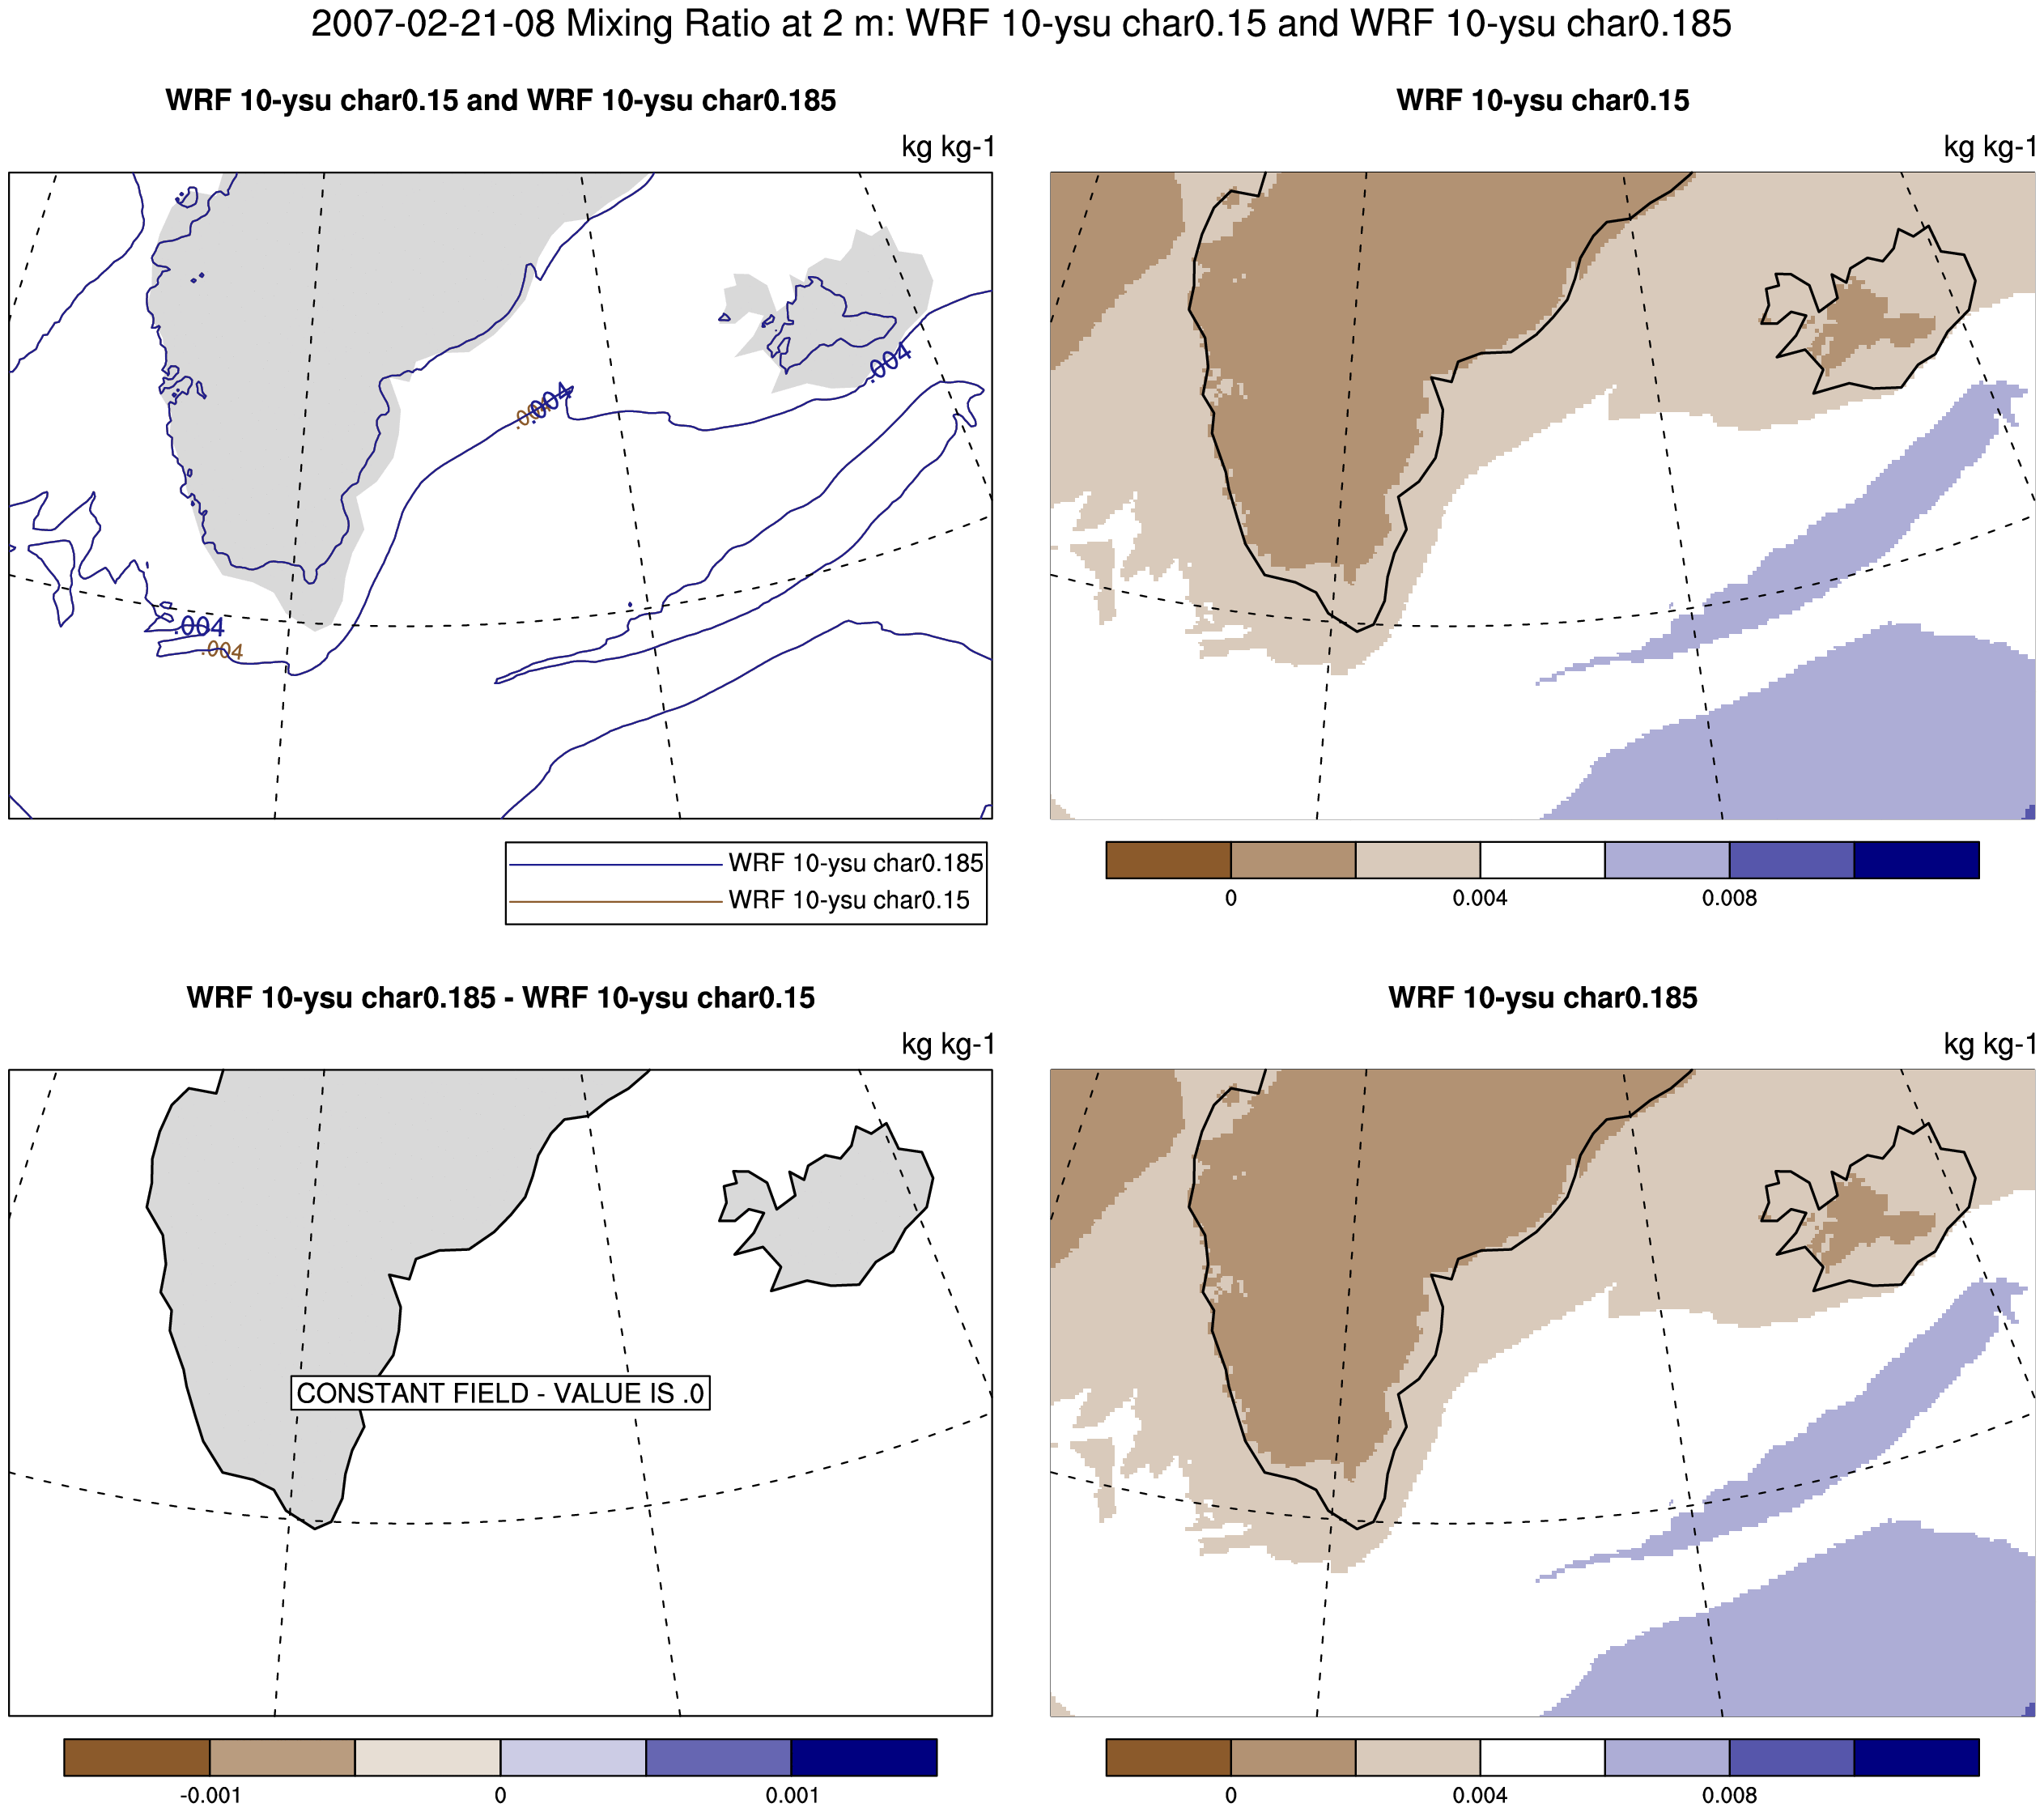 2007-02-21-08 Mixing Ratio at 2 m: WRF 10-ysu char0.15 and WRF 10-ysu char0.185
WRF 10-ysu char0.15 and WRF 10-ysu char0.185
kg kg-1
.004
.004
.004
.004
.004
WRF 10-ysu char0.185
WRF 10-ysu char0.15
WRF 10-ysu char0.15
kg kg-1
0 0.004 0.008
WRF 10-ysu char0.185 - WRF 10-ysu char0.15
kg kg-1
CONSTANT FIELD - VALUE IS .0
-0.001 0 0.001
WRF 10-ysu char0.185
kg kg-1
0 0.004 0.008